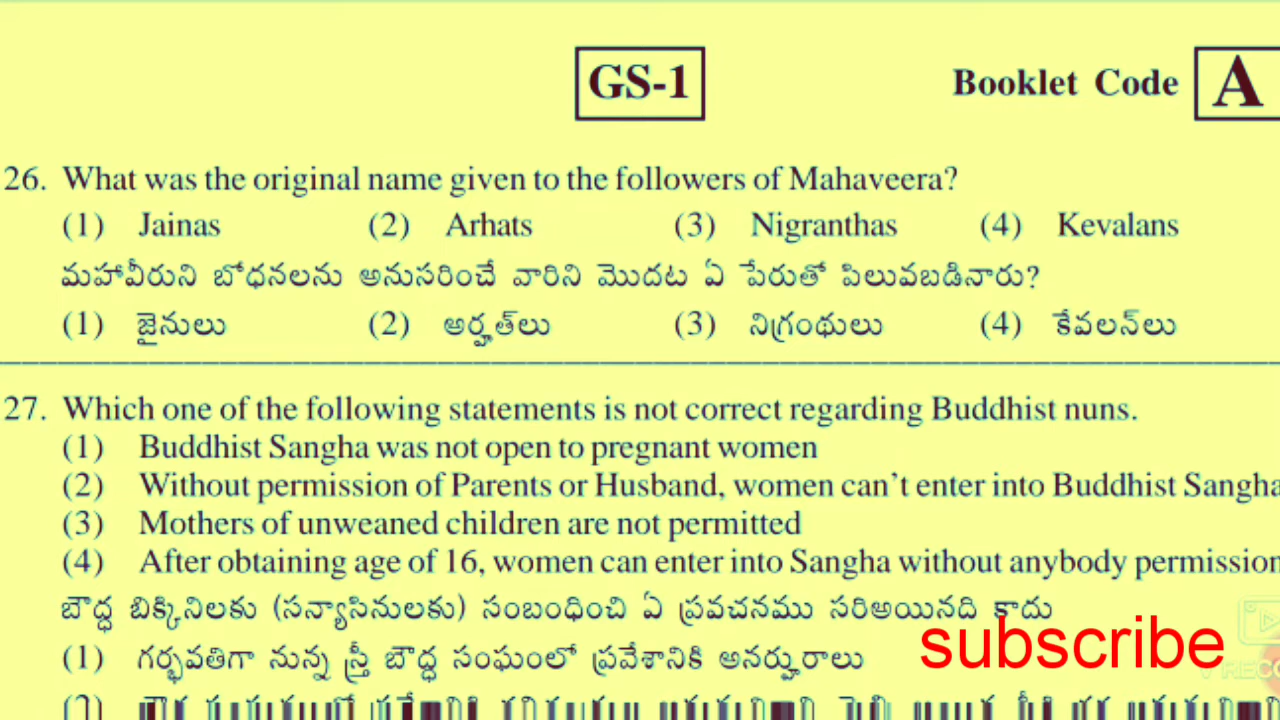 GS-1
Booklet Code A
26. What was the original name given to the followers of Mahaveera?
(1) Jainas (2) Arhats (3) Nigranthas (4) Kevalans
మహావీరుని బోధనలను అనుసరించే వారిని మొదట ఏ పేరుతో పిలువబడినారు?
(1) జైనులు (2) అర్హత్‌లు (3) నిగ్రంథులు (4) కేవలన్‌లు
27. Which one of the following statements is not correct regarding Buddhist nuns.
(1) Buddhist Sangha was not open to pregnant women
(2) Without permission of Parents or Husband, women can't enter into Buddhist Sangha
(3) Mothers of unweaned children are not permitted
(4) After obtaining age of 16, women can enter into Sangha without anybody permission
బౌద్ధ బిక్కినిలకు (సన్యాసినులకు) సంబంధించి ఏ ప్రవచనము సరిఅయినది కాదు
(1) గర్భవతిగా నున్న స్త్రీ బౌద్ధ సంఘంలో ప్రవేశానికి అనర్హురాలు
subscribe